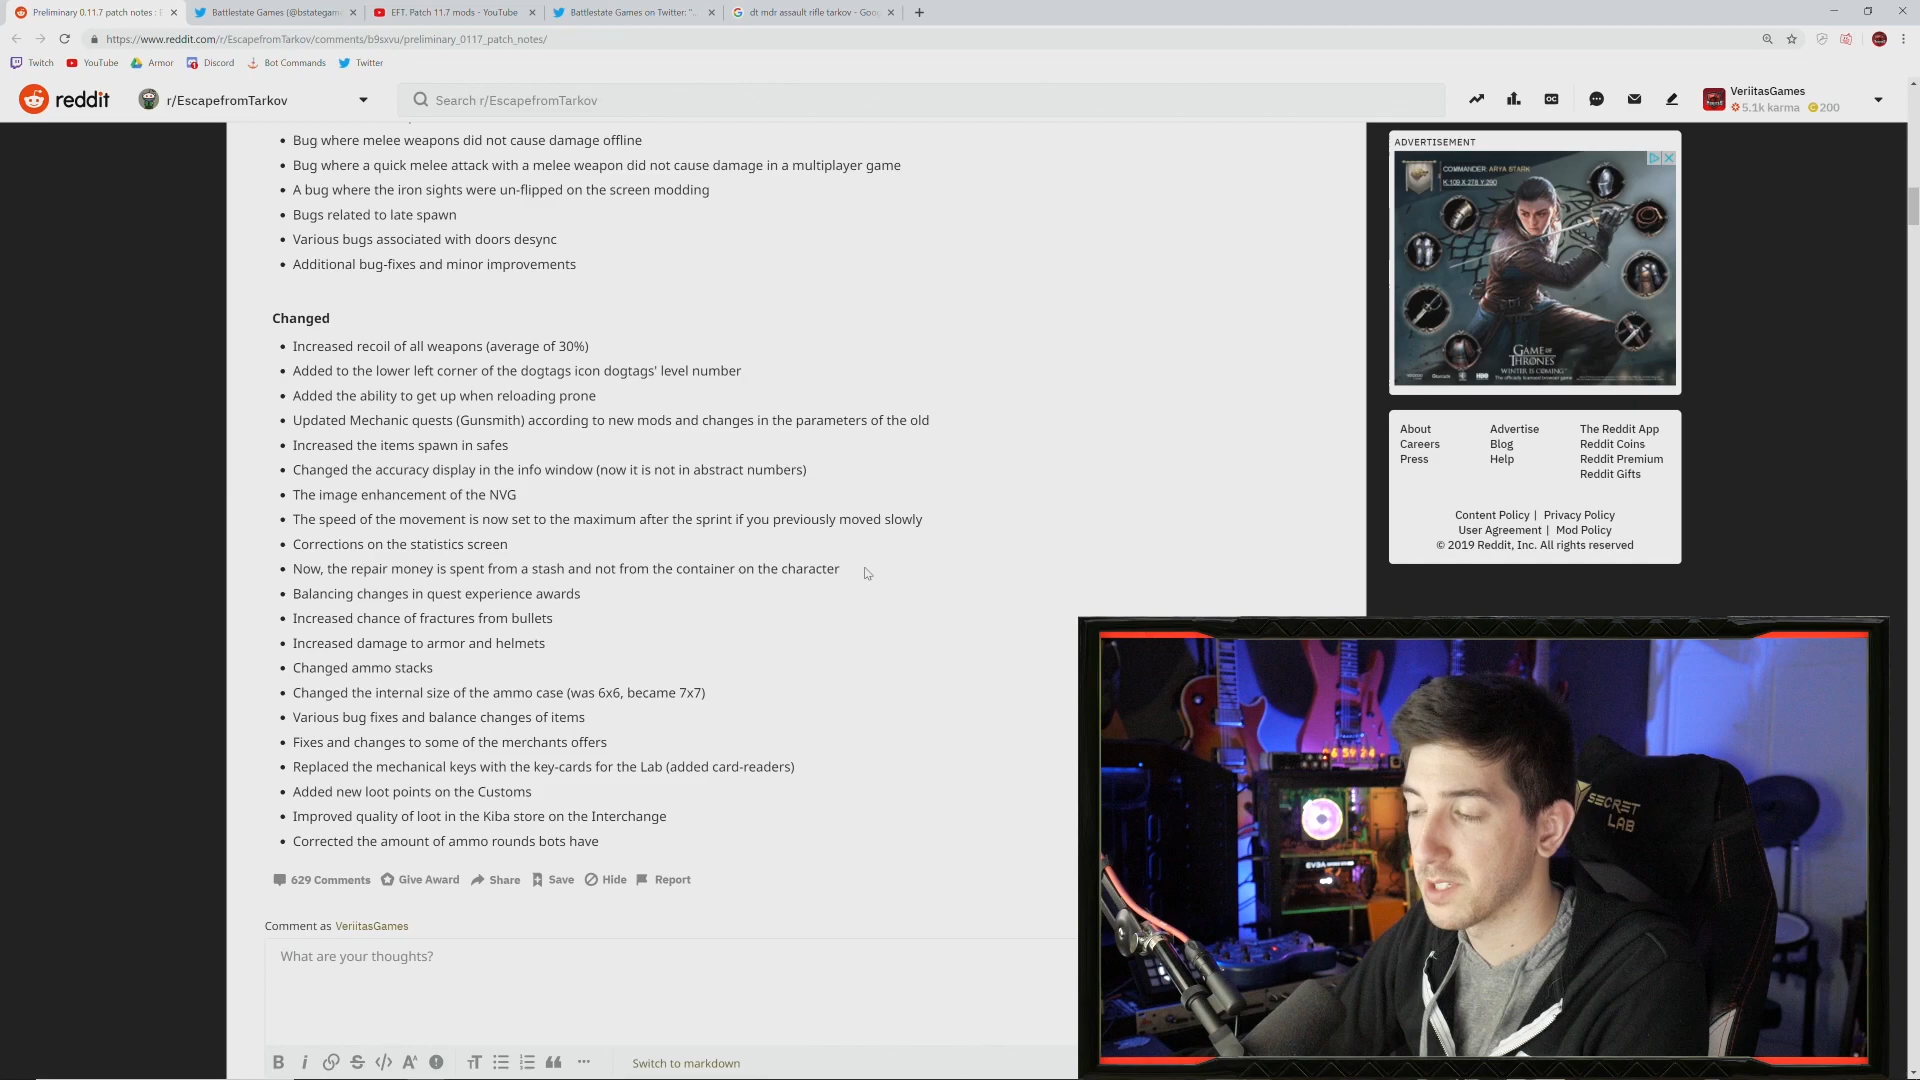 Preliminary 0.11.7 patch notes : E
Battlestate Games (@bstategam
EFT. Patch 11.7 mods - YouTube
Battlestate Games on Twitter: "...
dt mdr assault rifle tarkov - Goo
https://www.reddit.com/r/EscapefromTarkov/comments/b9sxvu/preliminary_0117_patch_notes/
Twitch
YouTube
Armor
Discord
Bot Commands
Twitter
reddit
r/EscapefromTarkov
Search r/EscapefromTarkov
VeriitasGames
5.1k karma 200
• Bug where melee weapons did not cause damage offline
• Bug where a quick melee attack with a melee weapon did not cause damage in a multiplayer game
• A bug where the iron sights were un-flipped on the screen modding
• Bugs related to late spawn
• Various bugs associated with doors desync
• Additional bug-fixes and minor improvements
Changed
• Increased recoil of all weapons (average of 30%)
• Added to the lower left corner of the dogtags icon dogtags' level number
• Added the ability to get up when reloading prone
• Updated Mechanic quests (Gunsmith) according to new mods and changes in the parameters of the old
• Increased the items spawn in safes
• Changed the accuracy display in the info window (now it is not in abstract numbers)
• The image enhancement of the NVG
• The speed of the movement is now set to the maximum after the sprint if you previously moved slowly
• Corrections on the statistics screen
• Now, the repair money is spent from a stash and not from the container on the character
• Balancing changes in quest experience awards
• Increased chance of fractures from bullets
• Increased damage to armor and helmets
• Changed ammo stacks
• Changed the internal size of the ammo case (was 6x6, became 7x7)
• Various bug fixes and balance changes of items
• Fixes and changes to some of the merchants offers
• Replaced the mechanical keys with the key-cards for the Lab (added card-readers)
• Added new loot points on the Customs
• Improved quality of loot in the Kiba store on the Interchange
• Corrected the amount of ammo rounds bots have
629 Comments Give Award Share Save Hide Report
Comment as VeriitasGames
What are your thoughts?
B i
Switch to markdown
ADVERTISEMENT
COMMANDER: ARYA STARK
K:109 X:278 Y:290
GAME OF
THRONES
WINTER IS COMING
The officially licensed browser game
About Advertise The Reddit App
Careers Blog Reddit Coins
Press Help Reddit Premium
Reddit Gifts
Content Policy | Privacy Policy
User Agreement | Mod Policy
© 2019 Reddit, Inc. All rights reserved
EVGA
SECRET
LAB